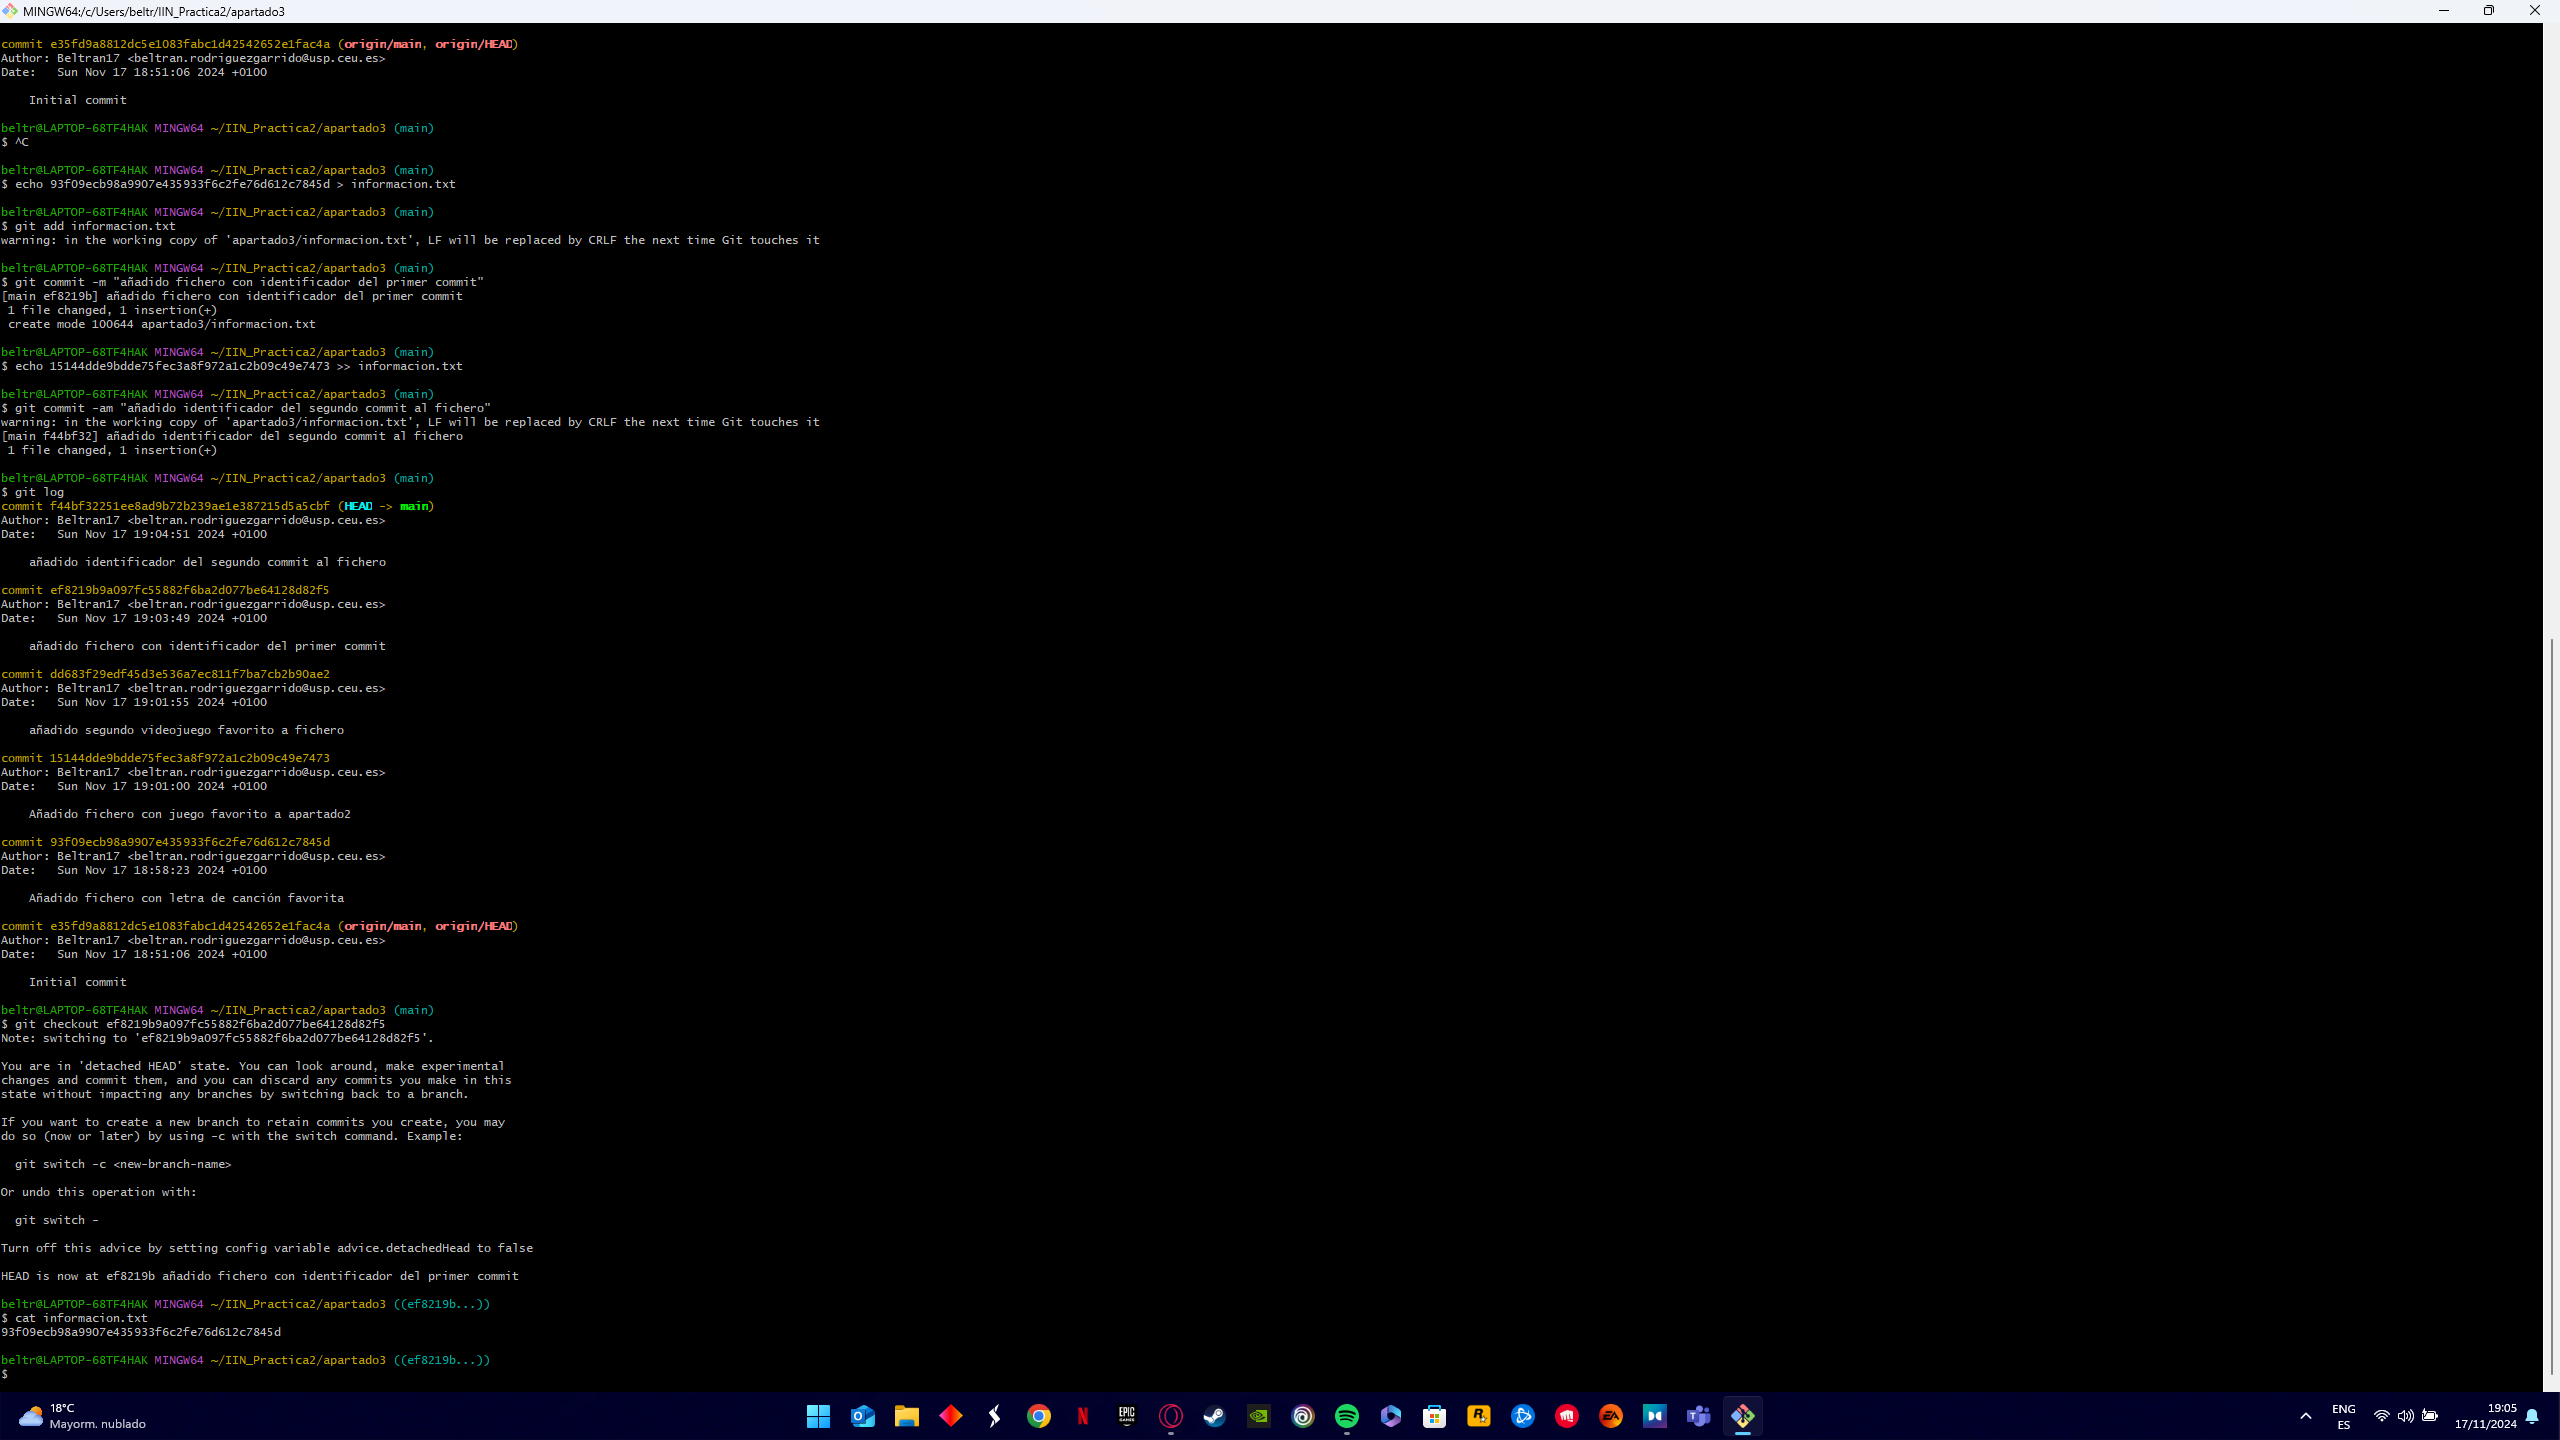 MINGW64:/c/Users/beltr/IIN_Practica2/apartado3
commit e35fd9a8812dc5e1083fabc1d42542652e1fac4a (origin/main, origin/HEAD)
Author: Beltran17 <beltran.rodriguezgarrido@usp.ceu.es>
Date:   Sun Nov 17 18:51:06 2024 +0100
    Initial commit
beltr@LAPTOP-68TF4HAK MINGW64 ~/IIN_Practica2/apartado3 (main)
$ ^C
beltr@LAPTOP-68TF4HAK MINGW64 ~/IIN_Practica2/apartado3 (main)
$ echo 93f09ecb98a9907e435933f6c2fe76d612c7845d > informacion.txt
beltr@LAPTOP-68TF4HAK MINGW64 ~/IIN_Practica2/apartado3 (main)
$ git add informacion.txt
warning: in the working copy of 'apartado3/informacion.txt', LF will be replaced by CRLF the next time Git touches it
beltr@LAPTOP-68TF4HAK MINGW64 ~/IIN_Practica2/apartado3 (main)
$ git commit -m "añadido fichero con identificador del primer commit"
[main ef8219b] añadido fichero con identificador del primer commit
 1 file changed, 1 insertion(+)
 create mode 100644 apartado3/informacion.txt
beltr@LAPTOP-68TF4HAK MINGW64 ~/IIN_Practica2/apartado3 (main)
$ echo 15144dde9bdde75fec3a8f972a1c2b09c49e7473 >> informacion.txt
beltr@LAPTOP-68TF4HAK MINGW64 ~/IIN_Practica2/apartado3 (main)
$ git commit -am "añadido identificador del segundo commit al fichero"
warning: in the working copy of 'apartado3/informacion.txt', LF will be replaced by CRLF the next time Git touches it
[main f44bf32] añadido identificador del segundo commit al fichero
 1 file changed, 1 insertion(+)
beltr@LAPTOP-68TF4HAK MINGW64 ~/IIN_Practica2/apartado3 (main)
$ git log
commit f44bf32251ee8ad9b72b239ae1e387215d5a5cbf (HEAD -> main)
Author: Beltran17 <beltran.rodriguezgarrido@usp.ceu.es>
Date:   Sun Nov 17 19:04:51 2024 +0100
    añadido identificador del segundo commit al fichero
commit ef8219b9a097fc55882f6ba2d077be64128d82f5
Author: Beltran17 <beltran.rodriguezgarrido@usp.ceu.es>
Date:   Sun Nov 17 19:03:49 2024 +0100
    añadido fichero con identificador del primer commit
commit dd683f29edf45d3e536a7ec811f7ba7cb2b90ae2
Author: Beltran17 <beltran.rodriguezgarrido@usp.ceu.es>
Date:   Sun Nov 17 19:01:55 2024 +0100
    añadido segundo videojuego favorito a fichero
commit 15144dde9bdde75fec3a8f972a1c2b09c49e7473
Author: Beltran17 <beltran.rodriguezgarrido@usp.ceu.es>
Date:   Sun Nov 17 19:01:00 2024 +0100
    Añadido fichero con juego favorito a apartado2
commit 93f09ecb98a9907e435933f6c2fe76d612c7845d
Author: Beltran17 <beltran.rodriguezgarrido@usp.ceu.es>
Date:   Sun Nov 17 18:58:23 2024 +0100
    Añadido fichero con letra de canción favorita
commit e35fd9a8812dc5e1083fabc1d42542652e1fac4a (origin/main, origin/HEAD)
Author: Beltran17 <beltran.rodriguezgarrido@usp.ceu.es>
Date:   Sun Nov 17 18:51:06 2024 +0100
    Initial commit
beltr@LAPTOP-68TF4HAK MINGW64 ~/IIN_Practica2/apartado3 (main)
$ git checkout ef8219b9a097fc55882f6ba2d077be64128d82f5
Note: switching to 'ef8219b9a097fc55882f6ba2d077be64128d82f5'.
You are in 'detached HEAD' state. You can look around, make experimental
changes and commit them, and you can discard any commits you make in this
state without impacting any branches by switching back to a branch.
If you want to create a new branch to retain commits you create, you may
do so (now or later) by using -c with the switch command. Example:
  git switch -c <new-branch-name>
Or undo this operation with:
  git switch -
Turn off this advice by setting config variable advice.detachedHead to false
HEAD is now at ef8219b añadido fichero con identificador del primer commit
beltr@LAPTOP-68TF4HAK MINGW64 ~/IIN_Practica2/apartado3 ((ef8219b...))
$ cat informacion.txt
93f09ecb98a9907e435933f6c2fe76d612c7845d
beltr@LAPTOP-68TF4HAK MINGW64 ~/IIN_Practica2/apartado3 ((ef8219b...))
$
18°C
Mayorm. nublado
EPIC
GAMES
EA
ENG
ES
19:05
17/11/2024